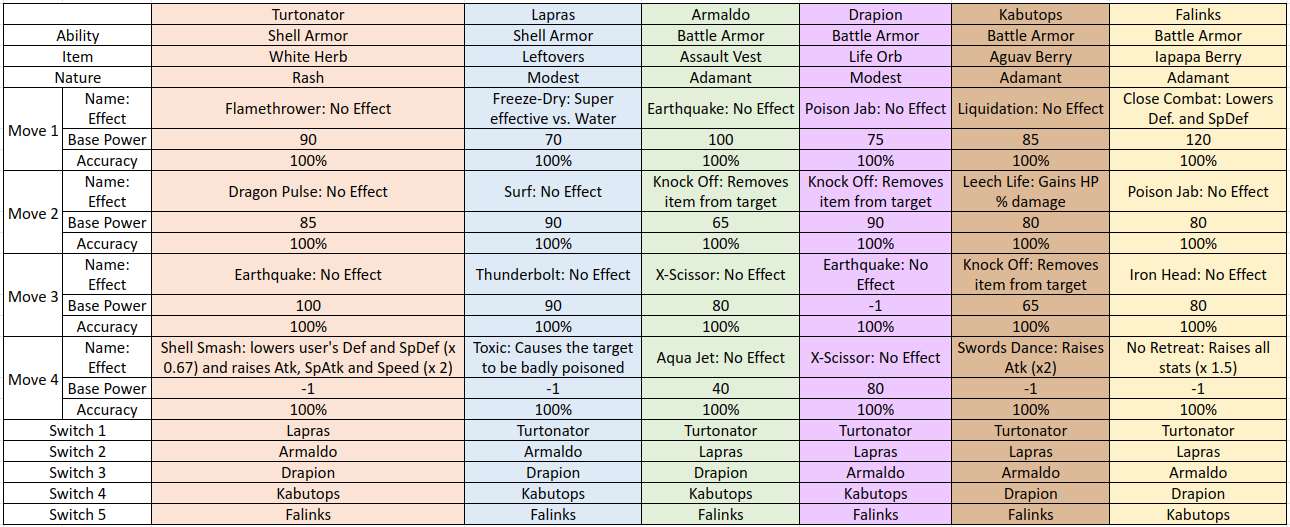 Turtonator Lapras Armaldo Drapion Kabutops Falinks
Ability Shell Armor Shell Armor Battle Armor Battle Armor Battle Armor Battle Armor
Item White Herb Leftovers Assault Vest Life Orb Aguav Berry Iapapa Berry
Nature Rash Modest Adamant Modest Adamant Adamant
Move 1
Name: Effect Flamethrower: No Effect Freeze-Dry: Super effective vs. Water Earthquake: No Effect Poison Jab: No Effect Liquidation: No Effect Close Combat: Lowers Def. and SpDef
Base Power 90 70 100 75 85 120
Accuracy 100% 100% 100% 100% 100% 100%
Move 2
Name: Effect Dragon Pulse: No Effect Surf: No Effect Knock Off: Removes item from target Knock Off: Removes item from target Leech Life: Gains HP % damage Poison Jab: No Effect
Base Power 85 90 65 90 80 80
Accuracy 100% 100% 100% 100% 100% 100%
Move 3
Name: Effect Earthquake: No Effect Thunderbolt: No Effect X-Scissor: No Effect Earthquake: No Effect Knock Off: Removes item from target Iron Head: No Effect
Base Power 100 90 80 -1 65 80
Accuracy 100% 100% 100% 100% 100% 100%
Move 4
Name: Effect Shell Smash: lowers user's Def and SpDef (x 0.67) and raises Atk, SpAtk and Speed (x 2) Toxic: Causes the target to be badly poisoned Aqua Jet: No Effect X-Scissor: No Effect Swords Dance: Raises Atk (x2) No Retreat: Raises all stats (x 1.5)
Base Power -1 -1 40 80 -1 -1
Accuracy 100% 100% 100% 100% 100% 100%
Switch 1 Lapras Turtonator Turtonator Turtonator Turtonator Turtonator
Switch 2 Armaldo Armaldo Lapras Lapras Lapras Lapras
Switch 3 Drapion Drapion Drapion Armaldo Armaldo Armaldo
Switch 4 Kabutops Kabutops Kabutops Kabutops Drapion Drapion
Switch 5 Falinks Falinks Falinks Falinks Falinks Kabutops